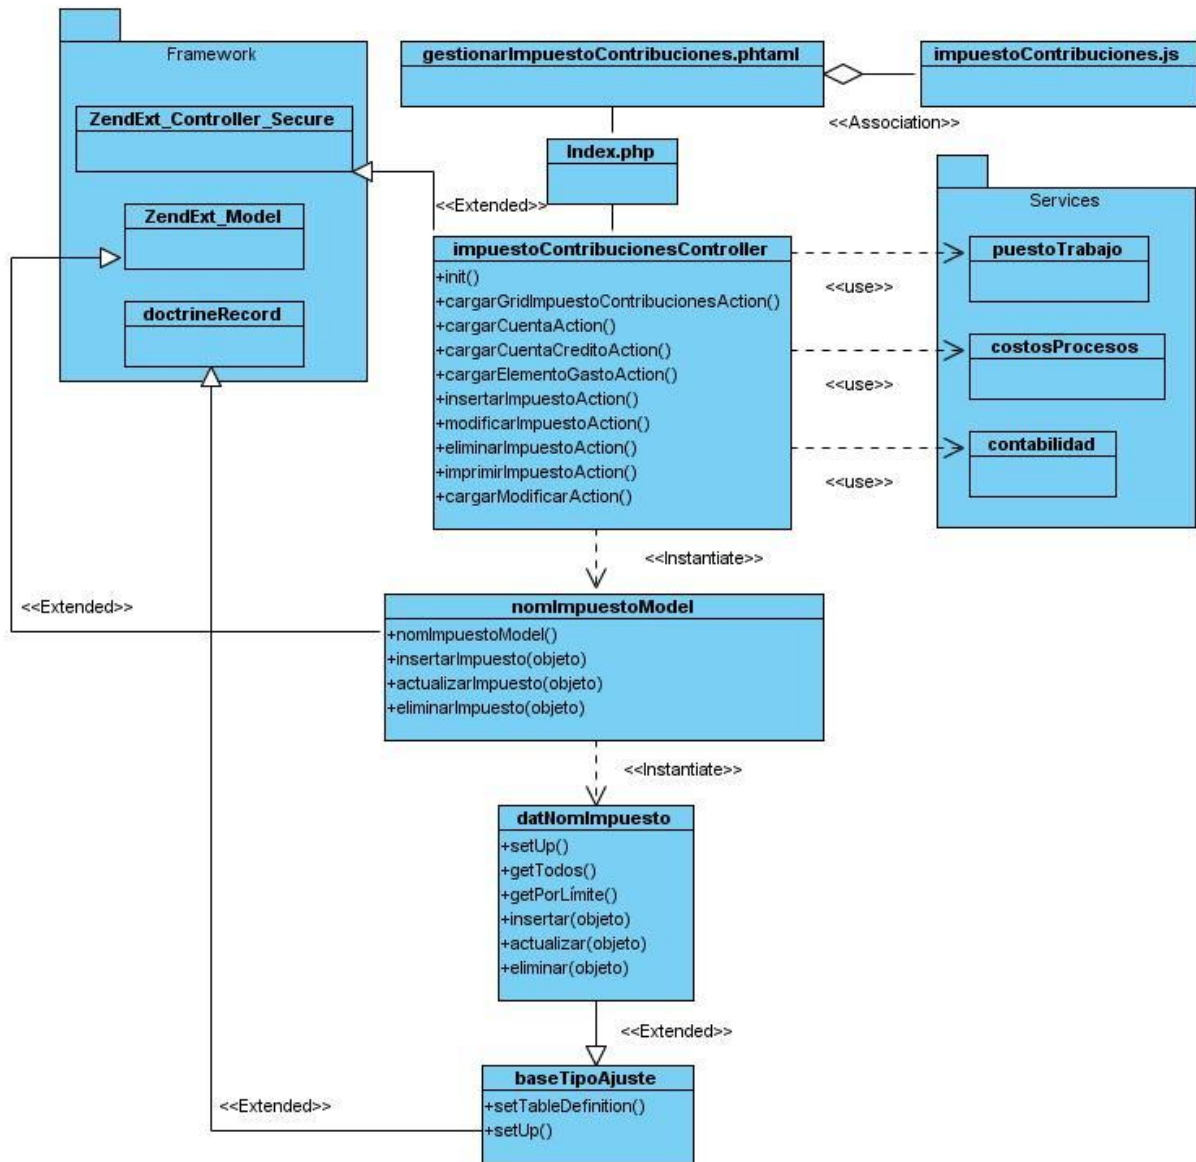 Framework
ZendExt_Controller_Secure
ZendExt_Model
doctrineRecord
gestionarImpuestoContribuciones.phtaml
impuestoContribuciones.js
<<Association>>
Index.php
<<Extended>>
impuestoContribucionesController
+init()
+cargarGridImpuestoContribucionesAction()
+cargarCuentaAction()
+cargarCuentaCreditoAction()
+cargarElementoGastoAction()
+insertarImpuestoAction()
+modificarImpuestoAction()
+eliminarImpuestoAction()
+imprimirImpuestoAction()
+cargarModificarAction()
Services
puestoTrabajo
<<use>>
costosProcesos
<<use>>
contabilidad
<<use>>
<<Instantiate>>
<<Extended>>
nomImpuestoModel
+nomImpuestoModel()
+insertarImpuesto(objeto)
+actualizarImpuesto(objeto)
+eliminarImpuesto(objeto)
<<Instantiate>>
datNomImpuesto
+setUp()
+getTodos()
+getPorLímite()
+insertar(objeto)
+actualizar(objeto)
+eliminar(objeto)
<<Extended>>
baseTipoAjuste
+setTableDefinition()
+setUp()
<<Extended>>